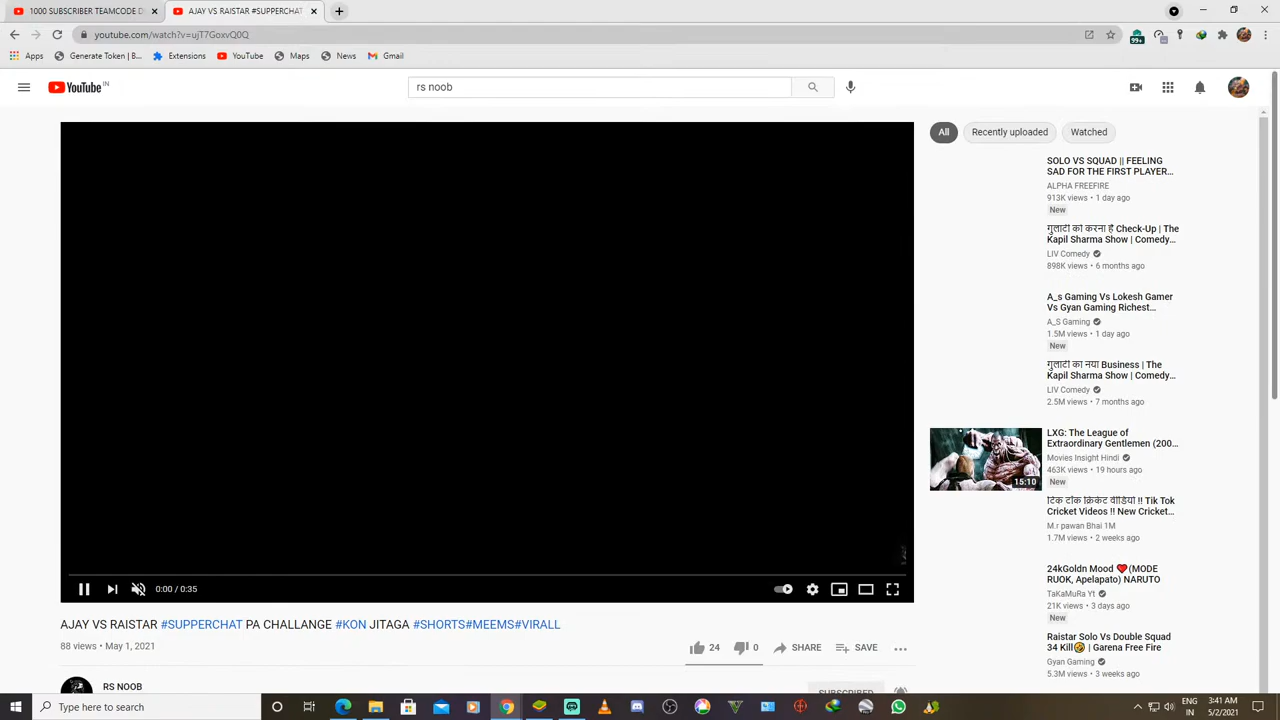 1000 SUBSCRIBER TEAMCODE D
AJAY VS RAISTAR #SUPPERCHAT
youtube.com/watch?v=ujT7GoxvQ0Q
99+
Apps
Generate Token | B...
Extensions
YouTube
Maps
News
Gmail
YouTube IN
rs noob
All
Recently uploaded
Watched
SOLO VS SQUAD || FEELING
SAD FOR THE FIRST PLAYER...
ALPHA FREEFIRE
913K views • 1 day ago
New
गुलाटी को करना है Check-Up | The
Kapil Sharma Show | Comedy...
LIV Comedy
898K views • 6 months ago
A_s Gaming Vs Lokesh Gamer
Vs Gyan Gaming Richest...
A_S Gaming
1.5M views • 1 day ago
New
गुलाटी का नया Business | The
Kapil Sharma Show | Comedy...
LIV Comedy
2.5M views • 7 months ago
15:10
LXG: The League of
Extraordinary Gentlemen (200...
Movies Insight Hindi
463K views • 19 hours ago
New
टिक टॉक क्रिकेट वीडियो !! Tik Tok
Cricket Videos !! New Cricket...
M.r pawan Bhai 1M
1.7M views • 2 weeks ago
24kGoldn Mood ❤️(MODE
RUOK, Apelapato) NARUTO
TaKaMuRa Yt
21K views • 3 days ago
New
Raistar Solo Vs Double Squad
34 Kill🤣 | Garena Free Fire
Gyan Gaming
5.3M views • 3 weeks ago
0:00 / 0:35
AJAY VS RAISTAR #SUPPERCHAT PA CHALLANGE #KON JITAGA #SHORTS#MEEMS#VIRALL
88 views • May 1, 2021
24
0
SHARE
SAVE
RS NOOB
SUBSCRIBED
Type here to search
ENG
IN
3:41 AM
5/2/2021